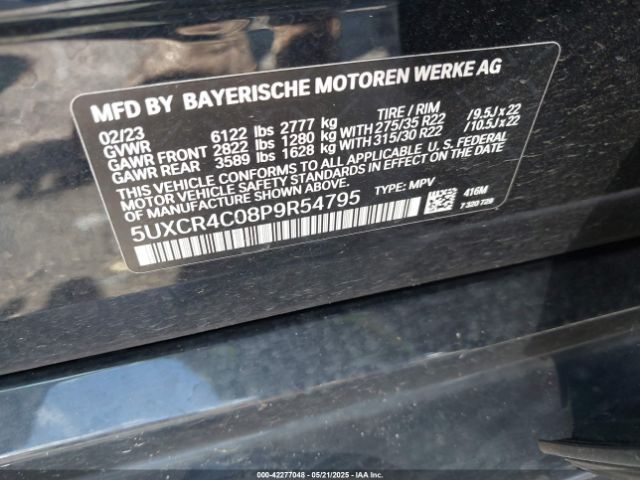 MFD BY BAYERISCHE MOTOREN WERKE AG
02/23 TIRE / RIM
GVWR 6122 lbs 2777 kg
GAWR FRONT 2822 lbs 1280 kg WITH 275/35 R22 / 9.5J x 22
GAWR REAR 3589 lbs 1628 kg WITH 315/30 R22 / 10.5J x 22
THIS VEHICLE CONFORMS TO ALL APPLICABLE U.S. FEDERAL
MOTOR VEHICLE SAFETY STANDARDS IN EFFECT ON THE DATE OF
MANUFACTURE SHOWN ABOVE.
5UXCR4C08P9R54795 TYPE: MPV
416M
7 320 729
000-42277048 - 05/21/2025 - IAA Inc.